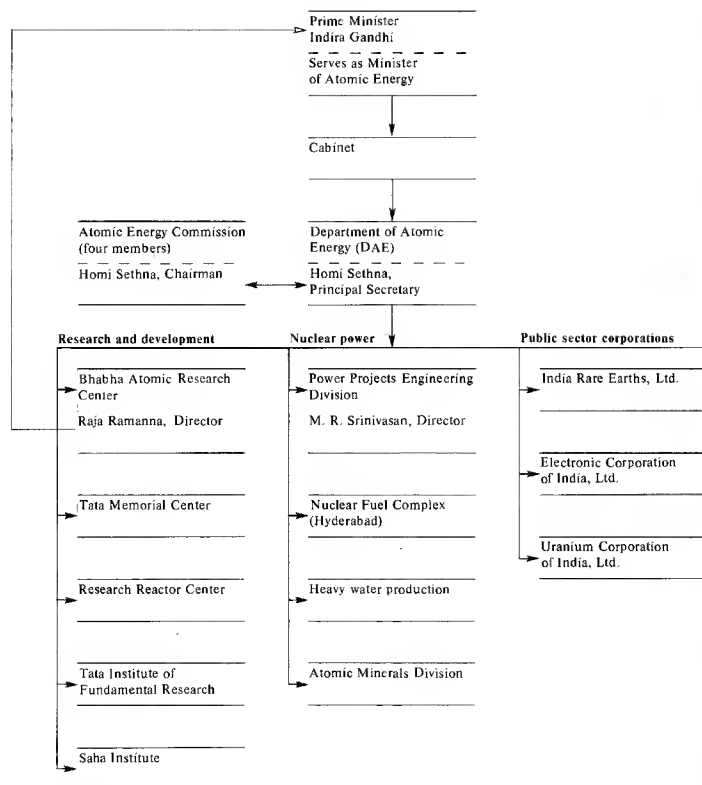 Prime Minister
Indira Gandhi
Serves as Minister
of Atomic Energy
Cabinet
Atomic Energy Commission
(four members)
Homi Sethna, Chairman
Department of Atomic
Energy (DAE)
Homi Sethna,
Principal Secretary
Research and development
Nuclear power
Public sector corporations
Bhabha Atomic Research
Center
Raja Ramanna, Director
Tata Memorial Center
Research Reactor Center
Tata Institute of
Fundamental Research
Saha Institute
Power Projects Engineering
Division
M. R. Srinivasan, Director
Nuclear Fuel Complex
(Hyderabad)
Heavy water production
Atomic Minerals Division
India Rare Earths, Ltd.
Electronic Corporation
of India, Ltd.
Uranium Corporation
of India, Ltd.